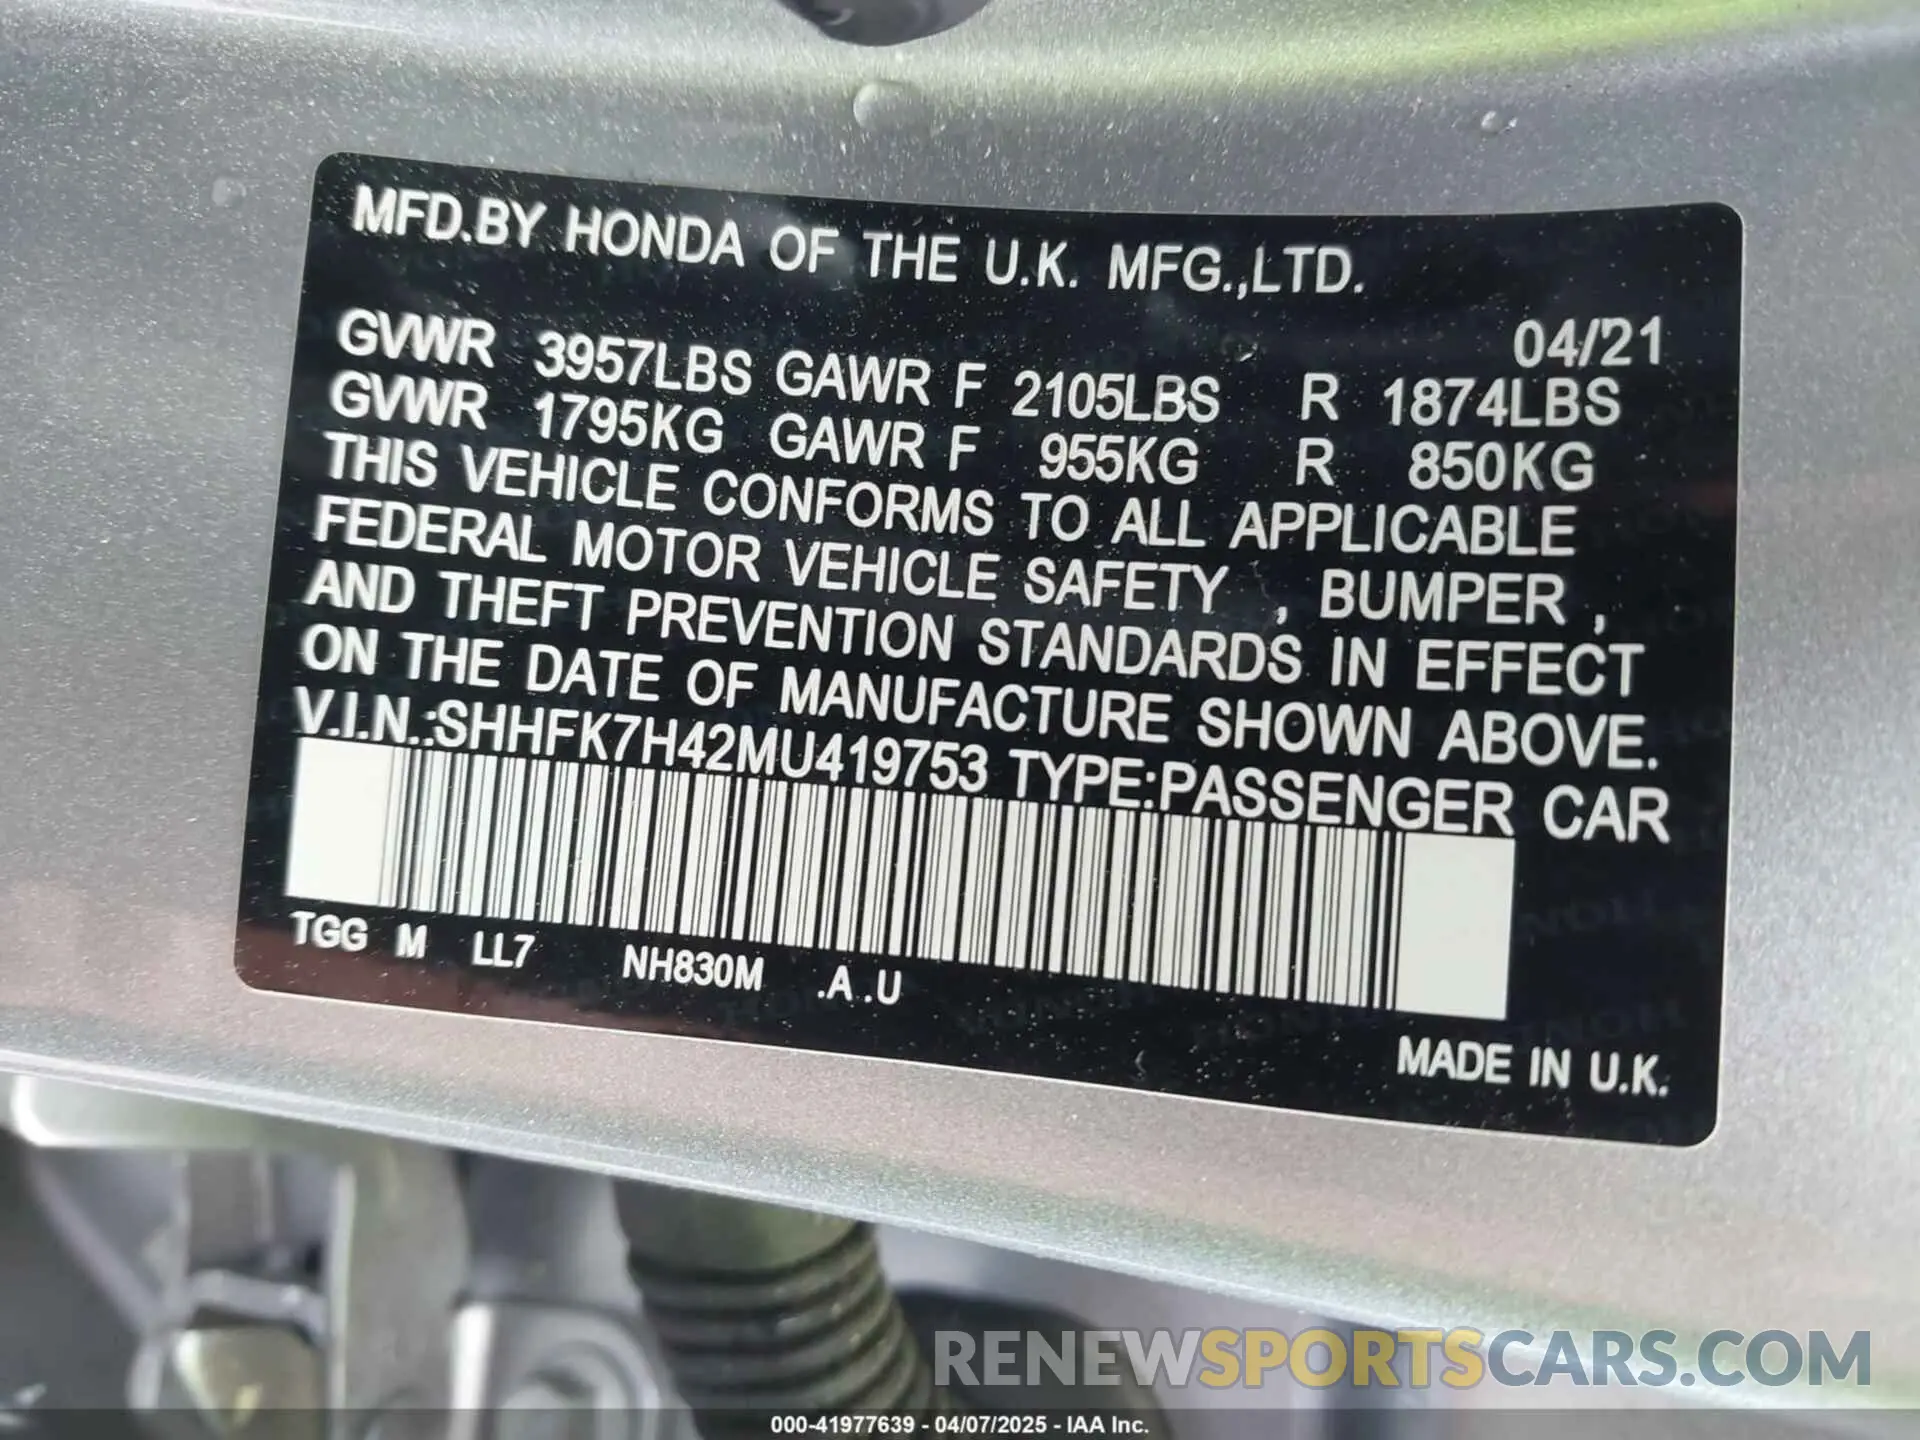 MFD.BY HONDA OF THE U.K. MFG.,LTD.
04/21
GVWR 3957LBS GAWR F 2105LBS R 1874LBS
GVWR 1795KG GAWR F 955KG R 850KG
THIS VEHICLE CONFORMS TO ALL APPLICABLE
FEDERAL MOTOR VEHICLE SAFETY , BUMPER ,
AND THEFT PREVENTION STANDARDS IN EFFECT
ON THE DATE OF MANUFACTURE SHOWN ABOVE.
V.I.N.:SHHFK7H42MU419753 TYPE:PASSENGER CAR
TGG M LL7 NH830M .A .U
MADE IN U.K.
RENEWSPORTSCARS.COM
000-41977639 - 04/07/2025 - IAA Inc.